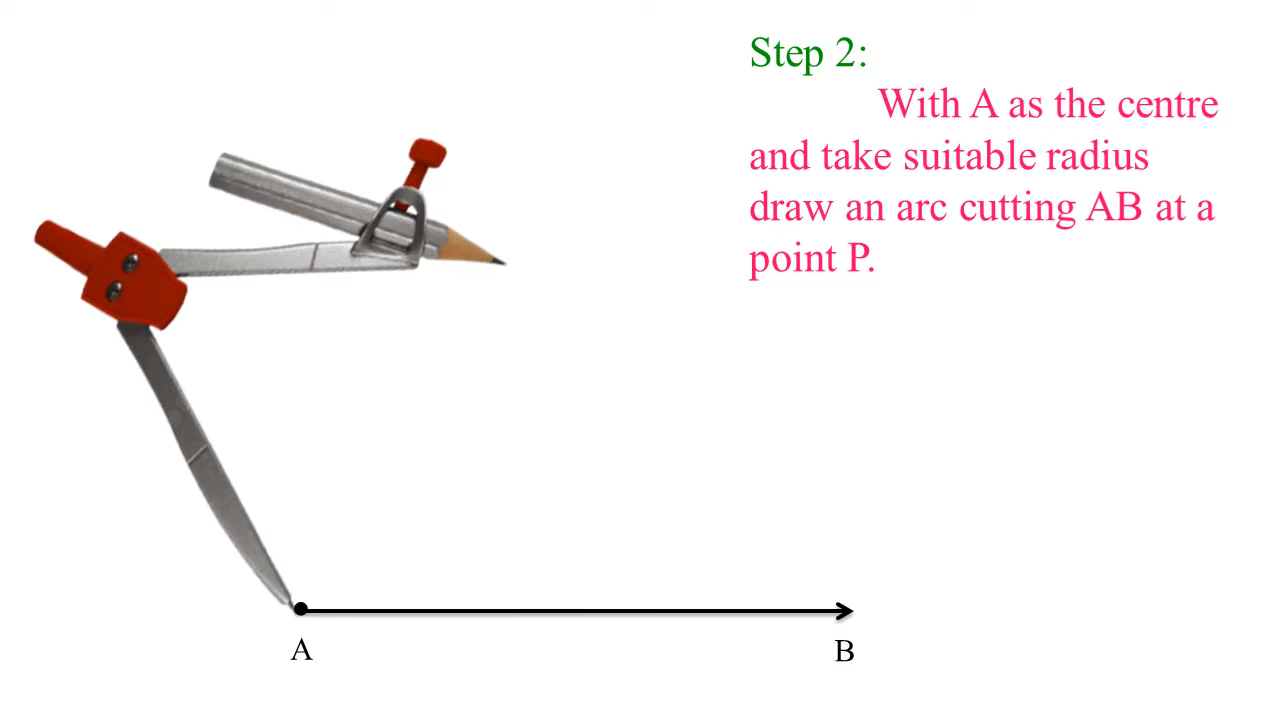 Step 2:
With A as the centre
and take suitable radius
draw an arc cutting AB at a
point P.
A
B